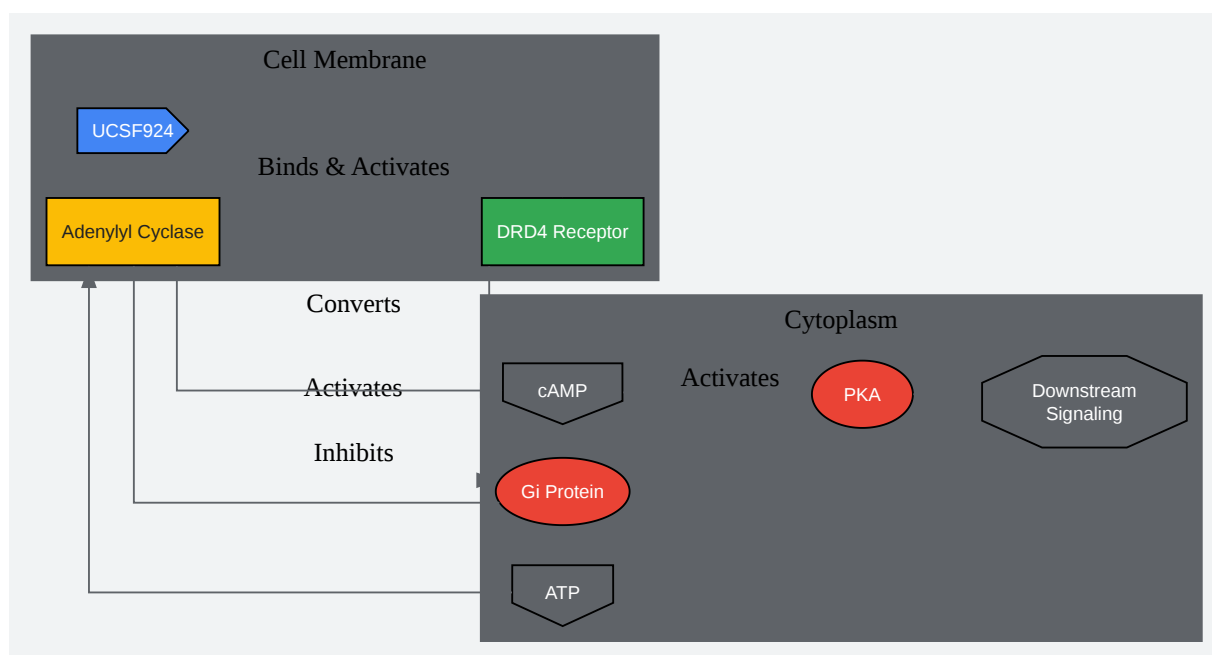 Cell Membrane
UCSF924
Binds & Activates
Adenylyl Cyclase
DRD4 Receptor
Converts
Cytoplasm
Activates
cAMP
Activates
PKA
Downstream
Signaling
Inhibits
Gi Protein
ATP